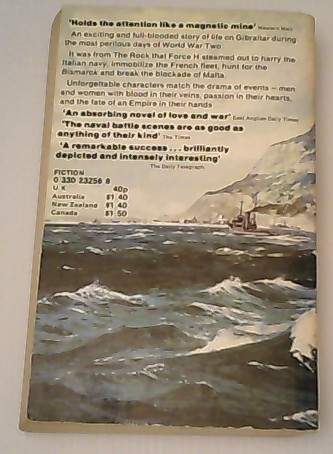 'Holds the attention like a magnetic mine' Western Mail
An exciting and full-blooded story of life on Gibraltar during
the most perilous days of World War Two
It was from The Rock that Force H steamed out to harry the
Italian navy, immobilize the French fleet, hunt for the
Bismarck and break the blockade of Malta.
Unforgettable characters match the drama of events – men
and women with blood in their veins, passion in their hearts,
and the fate of an Empire in their hands
'An absorbing novel of love and war' East Anglian Daily Times
'The naval battle scenes are as good as
anything of their kind' The Times
'A remarkable success ... brilliantly
depicted and intensely interesting'
The Daily Telegraph
FICTION
0 330 23256 8
U K 40p
Australia $1.40
New Zealand $1.40
Canada $1.50